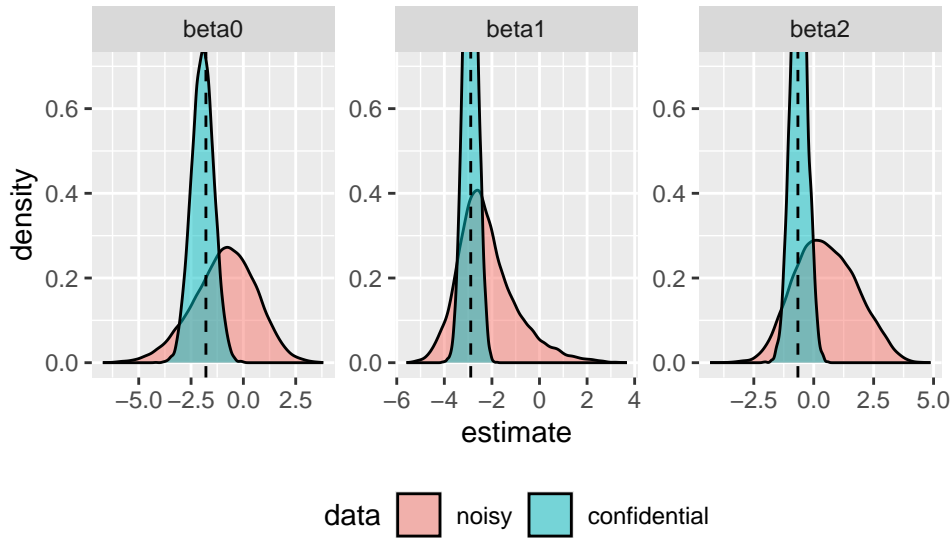 beta0 beta1 beta2
density
0.6 0.6 0.6
0.4 0.4 0.4
0.2 0.2 0.2
0.0 0.0 0.0
−5.0 −2.5 0.0 2.5 −6 −4 −2 0 2 4 −2.5 0.0 2.5 5.0
estimate
data noisy confidential